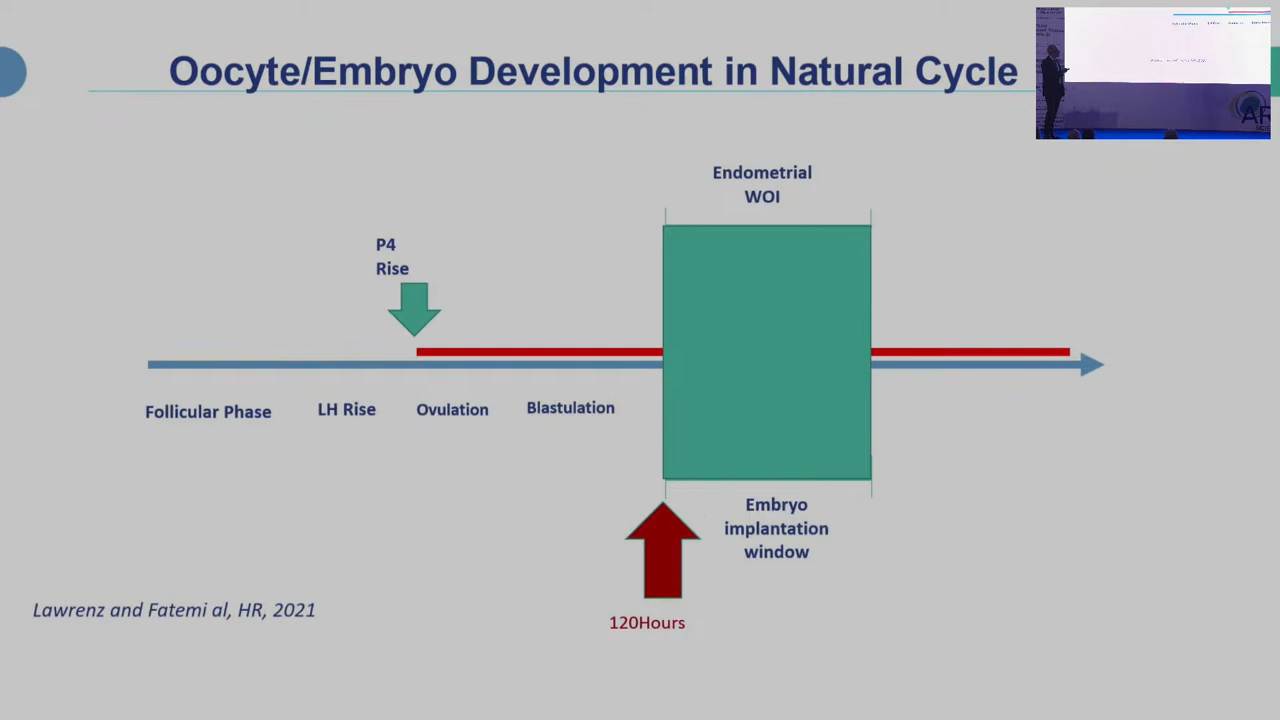 Oocyte/Embryo Development in Natural Cycle
Endometrial
WOI
P4
Rise
Follicular Phase
LH Rise
Ovulation
Blastulation
Embryo
implantation
window
120Hours
Lawrenz and Fatemi al, HR, 2021